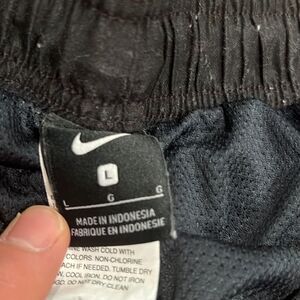 L
L G G
MADE IN INDONESIA
FABRIQUE EN INDONESIE
WASH COLD WITH
COLORS. NON-CHLORINE
ACH IF NEEDED. TUMBLE DRY
COOL IRON. DO NOT IRON
DO NOT DRY CLEAN.